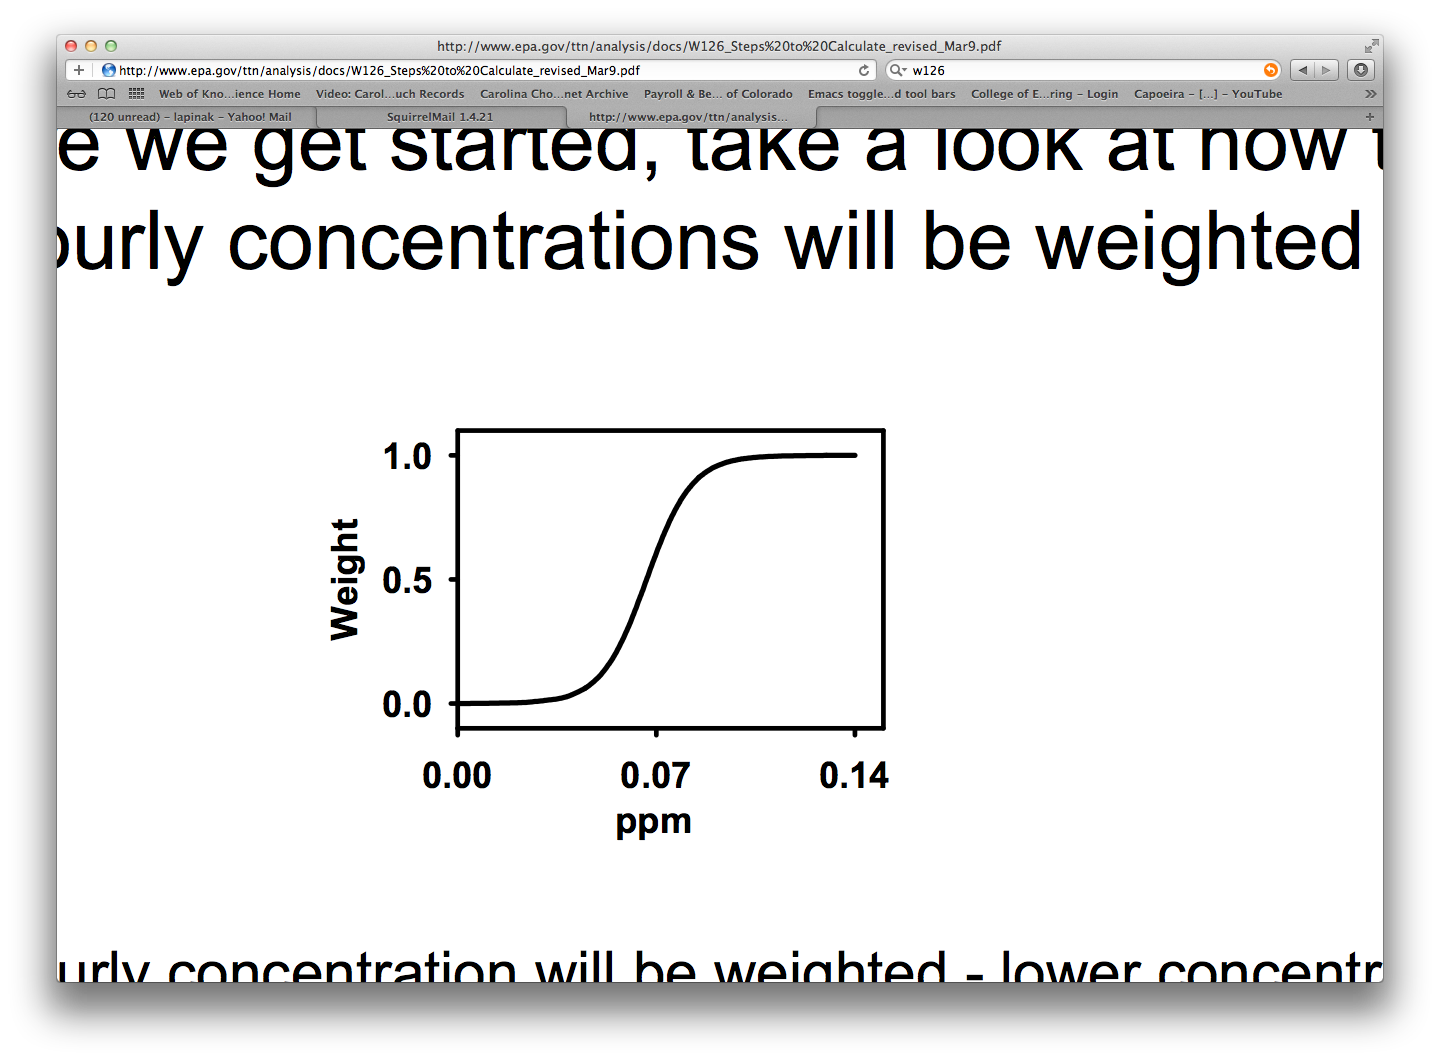 http://www.epa.gov/ttn/analysis/docs/W126_Steps%20to%20Calculate_revised_Mar9.pdf
http://www.epa.gov/ttn/analysis/docs/W126_Steps%20to%20Calculate_revised_Mar9.pdf w126
Web of Kno...ience Home Video: Carol...uch Records Carolina Cho...net Archive Payroll & Be... of Colorado Emacs toggle...d tool bars College of E...ring – Login Capoeira – [...] – YouTube
(120 unread) – lapinak – Yahoo! Mail SquirrelMail 1.4.21 http://www.epa.gov/ttn/analysis...
e we get started, take a look at how t
ourly concentrations will be weighted
1.0
0.5
0.0
Weight
0.00 0.07 0.14
ppm
urly concentration will be weighted - lower concentr